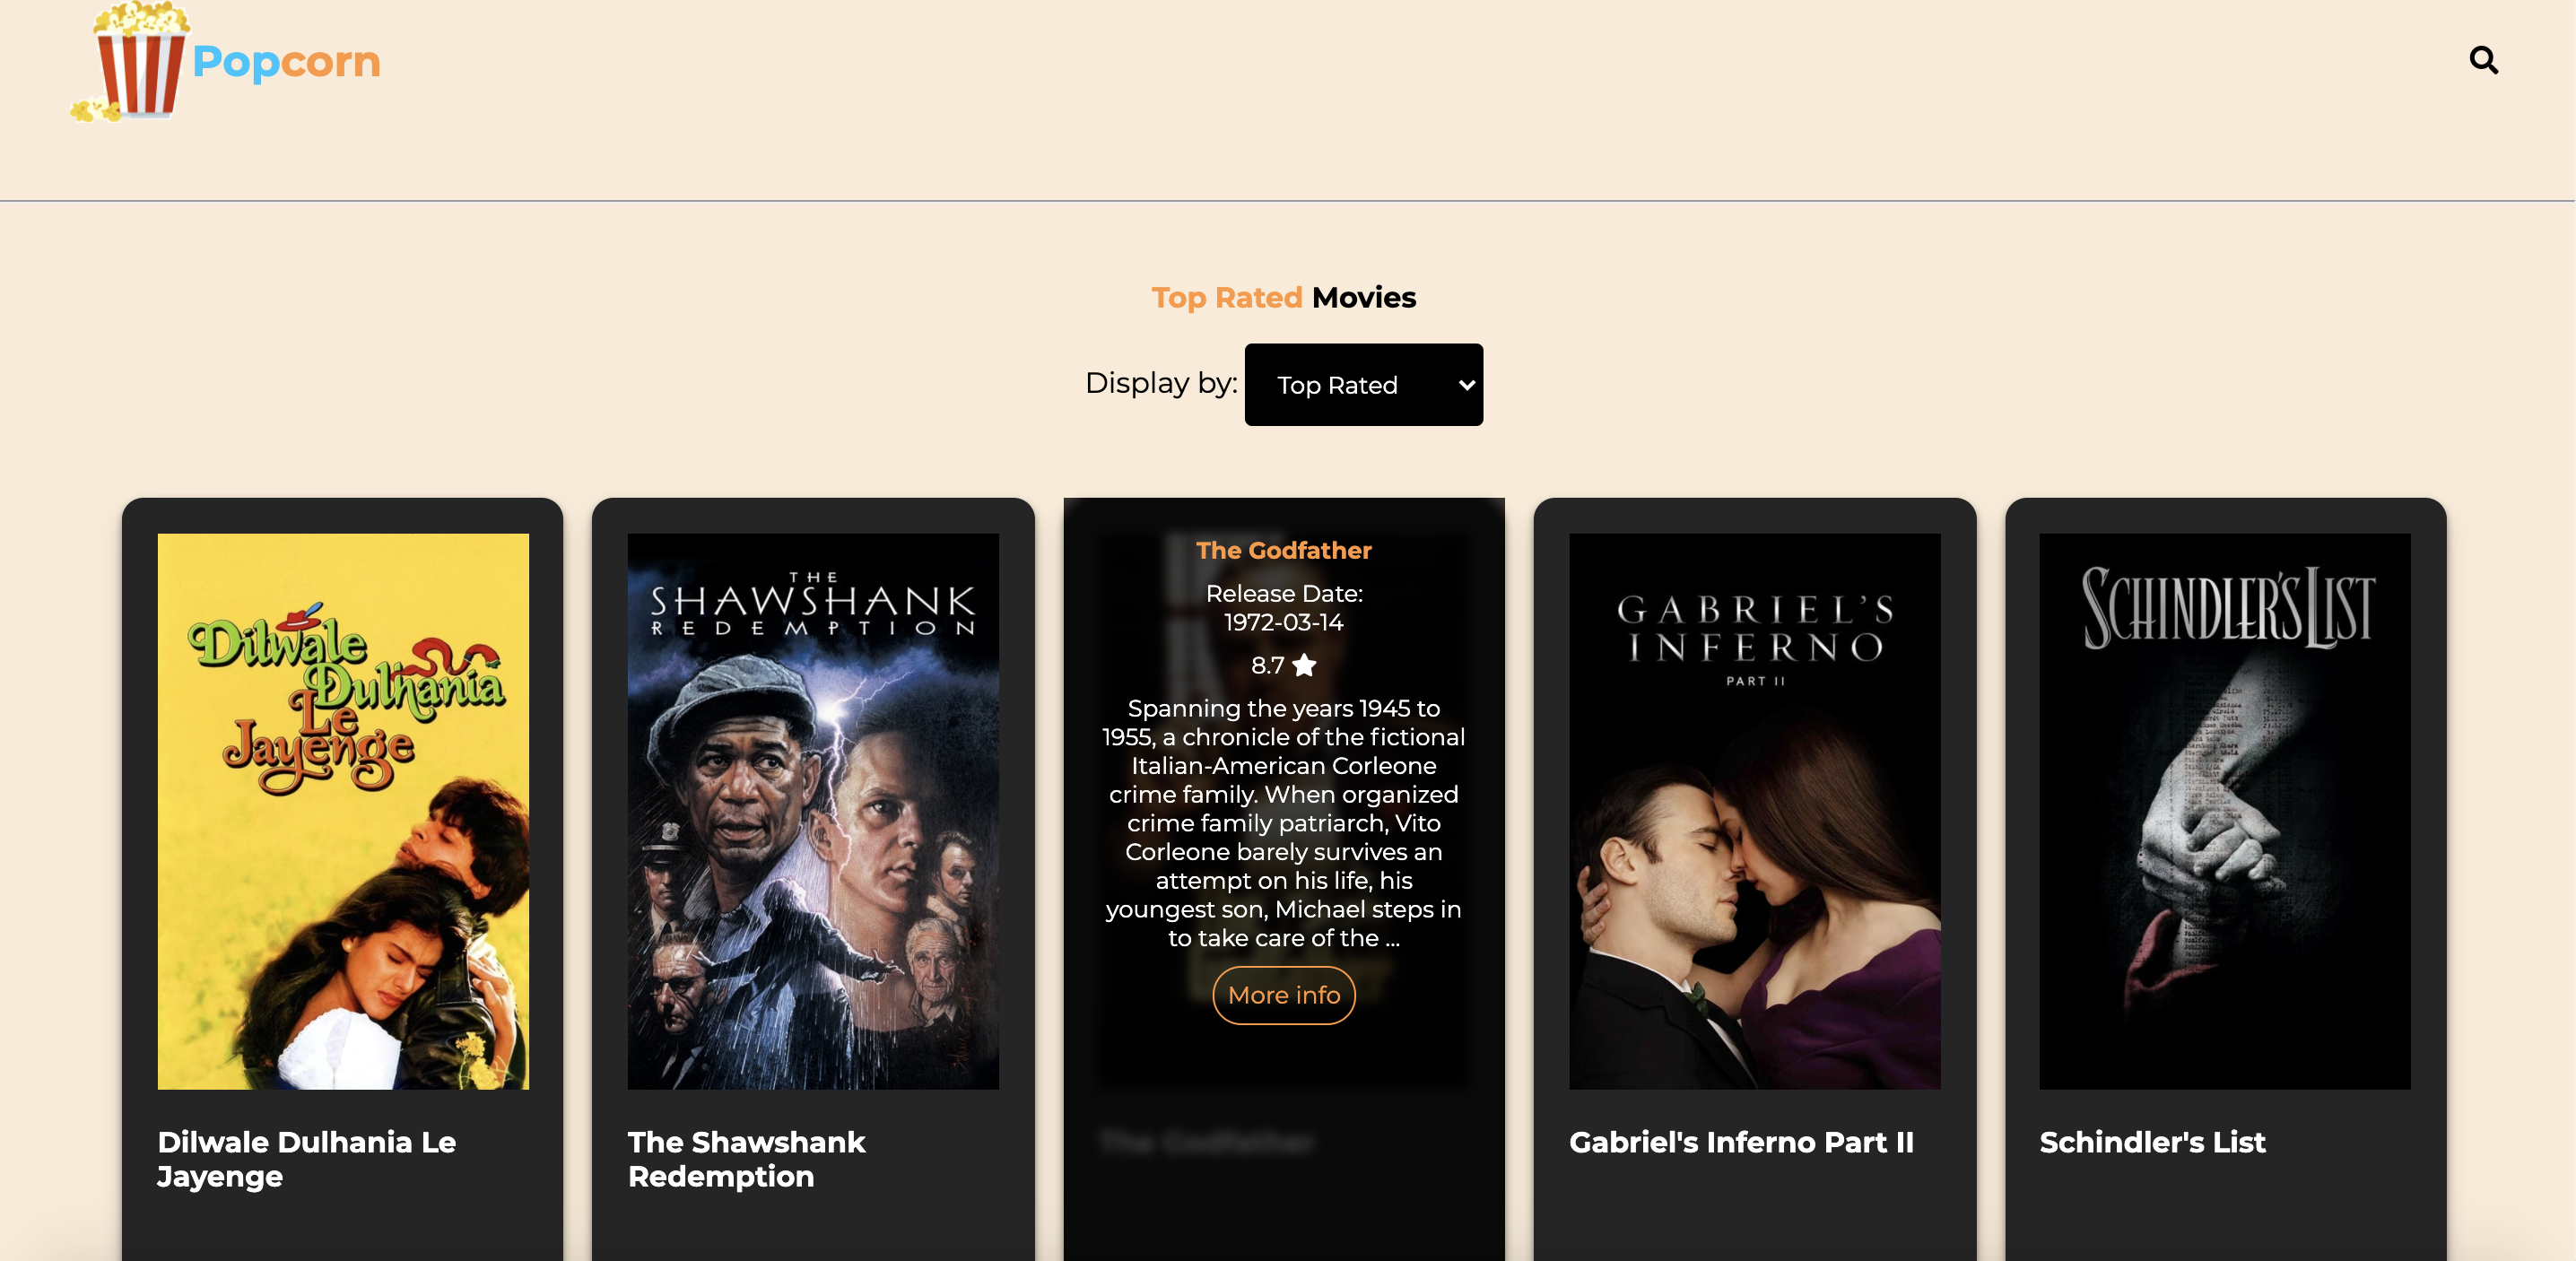 Popcorn
Top Rated Movies
Display by:
Top Rated
Dilwale
Dulhania
Le
Jayenge
Dilwale Dulhania Le
Jayenge
THE
SHAWSHANK
REDEMPTION
The Shawshank
Redemption
The Godfather
Release Date:
1972-03-14
8.7
Spanning the years 1945 to
1955, a chronicle of the fictional
Italian-American Corleone
crime family. When organized
crime family patriarch, Vito
Corleone barely survives an
attempt on his life, his
youngest son, Michael steps in
to take care of the ...
More info
The Godfather
GABRIEL'S
INFERNO
PART II
Gabriel's Inferno Part II
SCHINDLER'S LIST
Schindler's List